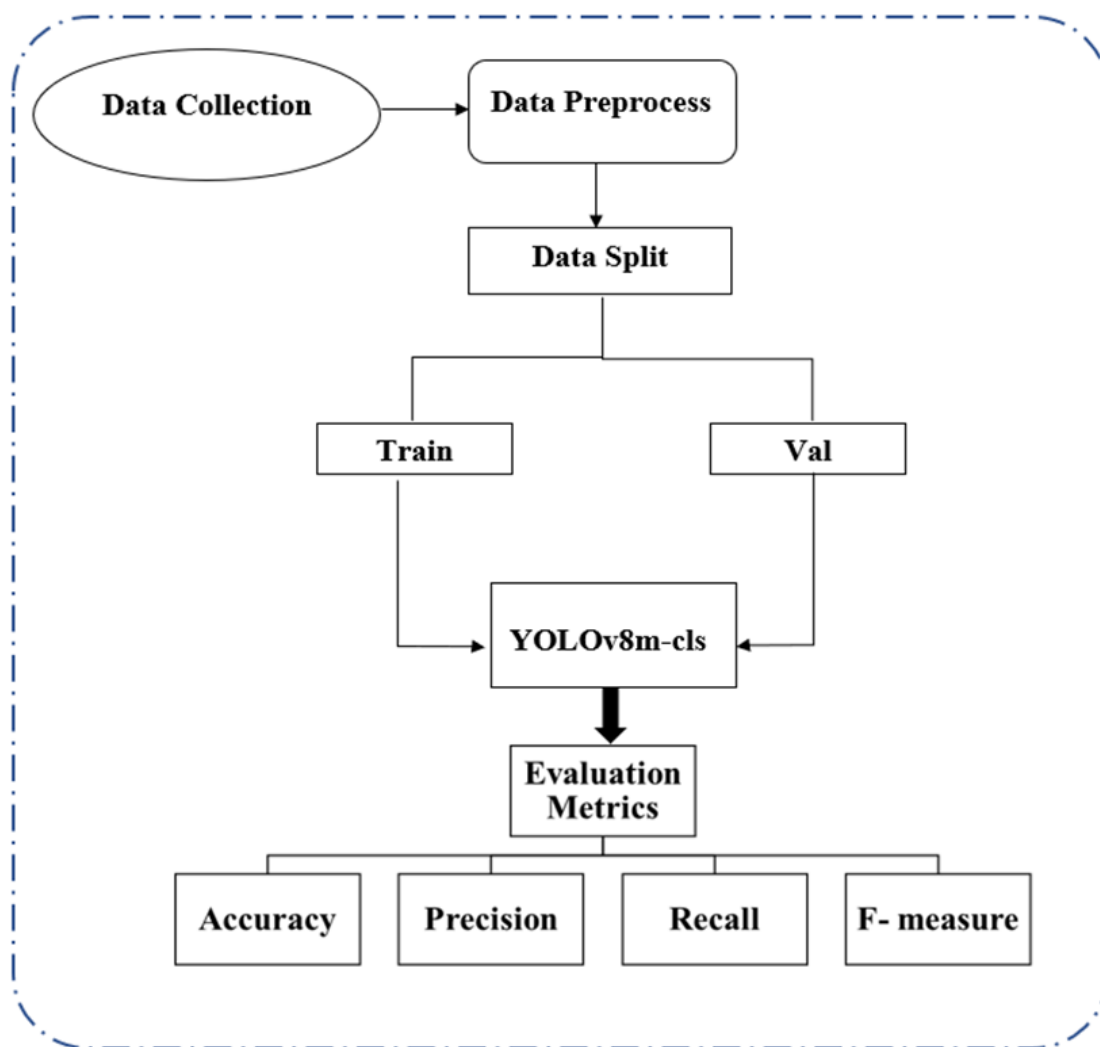 Data Collection
Data Preprocess
Data Split
Train
Val
YOLOv8m-cls
Evaluation
Metrics
Accuracy
Precision
Recall
F- measure